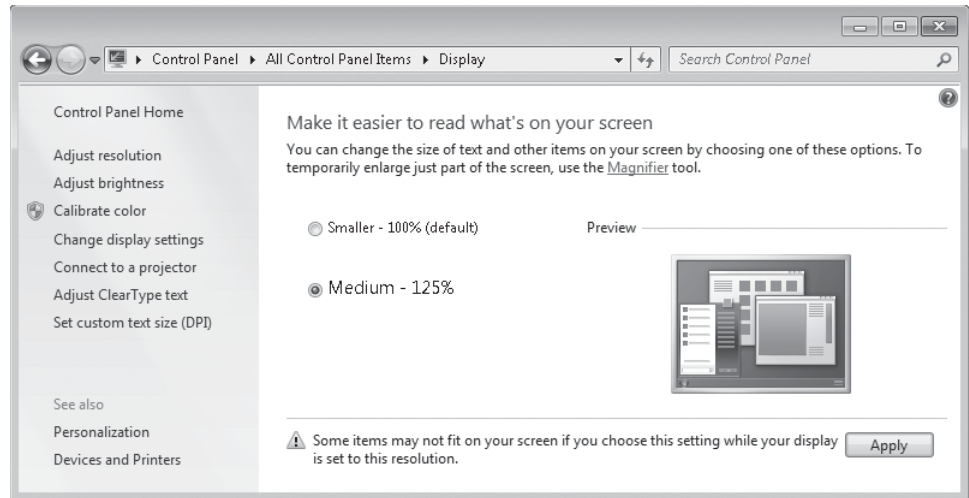 Control Panel All Control Panel Items Display Search Control Panel
Control Panel Home
Adjust resolution
Adjust brightness
Calibrate color
Change display settings
Connect to a projector
Adjust ClearType text
Set custom text size (DPI)
See also
Personalization
Devices and Printers
Make it easier to read what's on your screen
You can change the size of text and other items on your screen by choosing one of these options. To
temporarily enlarge just part of the screen, use the Magnifier tool.
Smaller - 100% (default)
Preview
Medium - 125%
Some items may not fit on your screen if you choose this setting while your display
is set to this resolution.
Apply